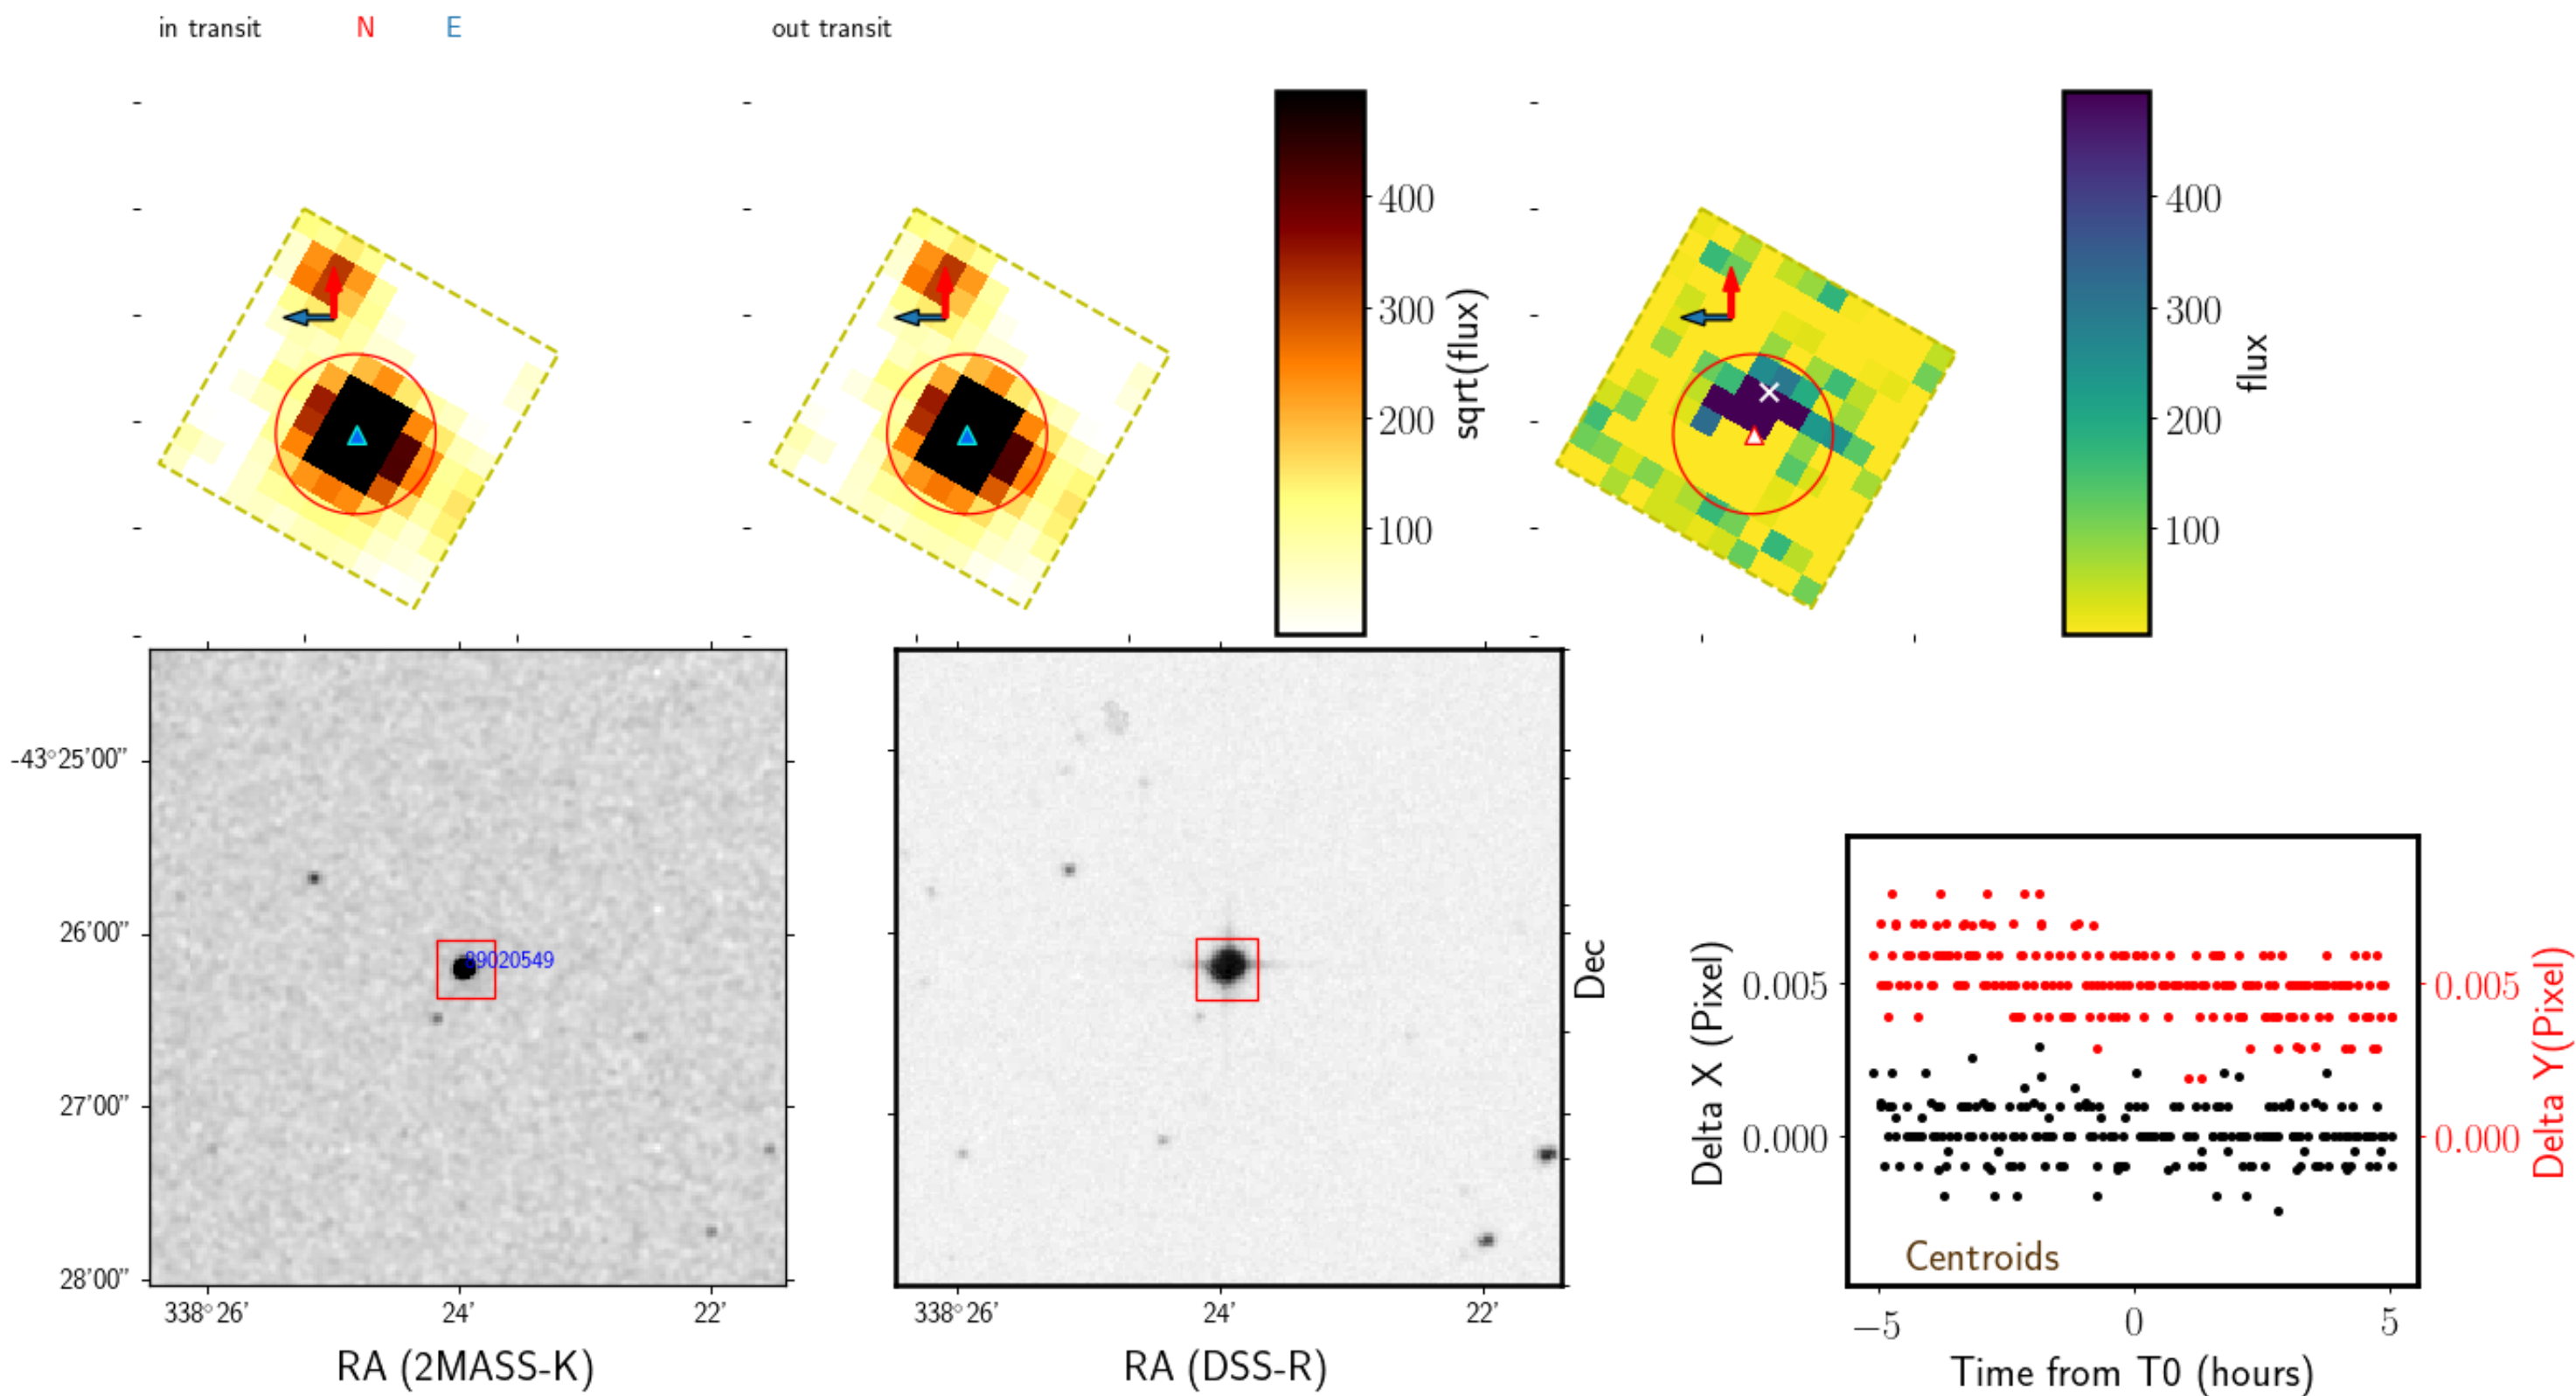 in transit N E out transit
400
300
200
100
sqrt(flux)
400
300
200
100
flux
-43°25'00"
26'00"
27'00"
28'00"
89020549
338°26' 24' 22'
RA (2MASS-K)
338°26' 24' 22'
RA (DSS-R)
Dec
Delta X (Pixel)
0.005
0.000
0.005
0.000
Delta Y(Pixel)
Centroids
−5 0 5
Time from T0 (hours)